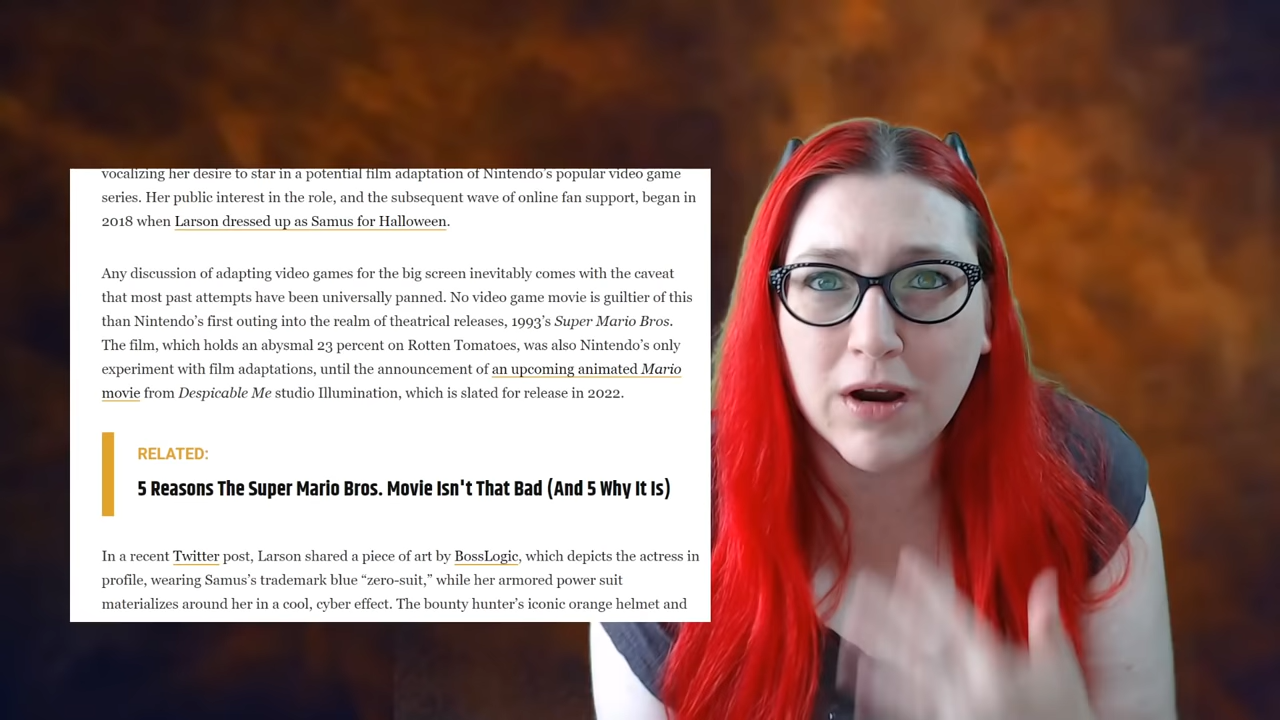 vocalizing her desire to star in a potential film adaptation of Nintendo's popular video game
series. Her public interest in the role, and the subsequent wave of online fan support, began in
2018 when Larson dressed up as Samus for Halloween.
Any discussion of adapting video games for the big screen inevitably comes with the caveat
that most past attempts have been universally panned. No video game movie is guiltier of this
than Nintendo's first outing into the realm of theatrical releases, 1993's Super Mario Bros.
The film, which holds an abysmal 23 percent on Rotten Tomatoes, was also Nintendo's only
experiment with film adaptations, until the announcement of an upcoming animated Mario
movie from Despicable Me studio Illumination, which is slated for release in 2022.
RELATED:
5 Reasons The Super Mario Bros. Movie Isn't That Bad (And 5 Why It Is)
In a recent Twitter post, Larson shared a piece of art by BossLogic, which depicts the actress in
profile, wearing Samus's trademark blue “zero-suit,” while her armored power suit
materializes around her in a cool, cyber effect. The bounty hunter's iconic orange helmet and